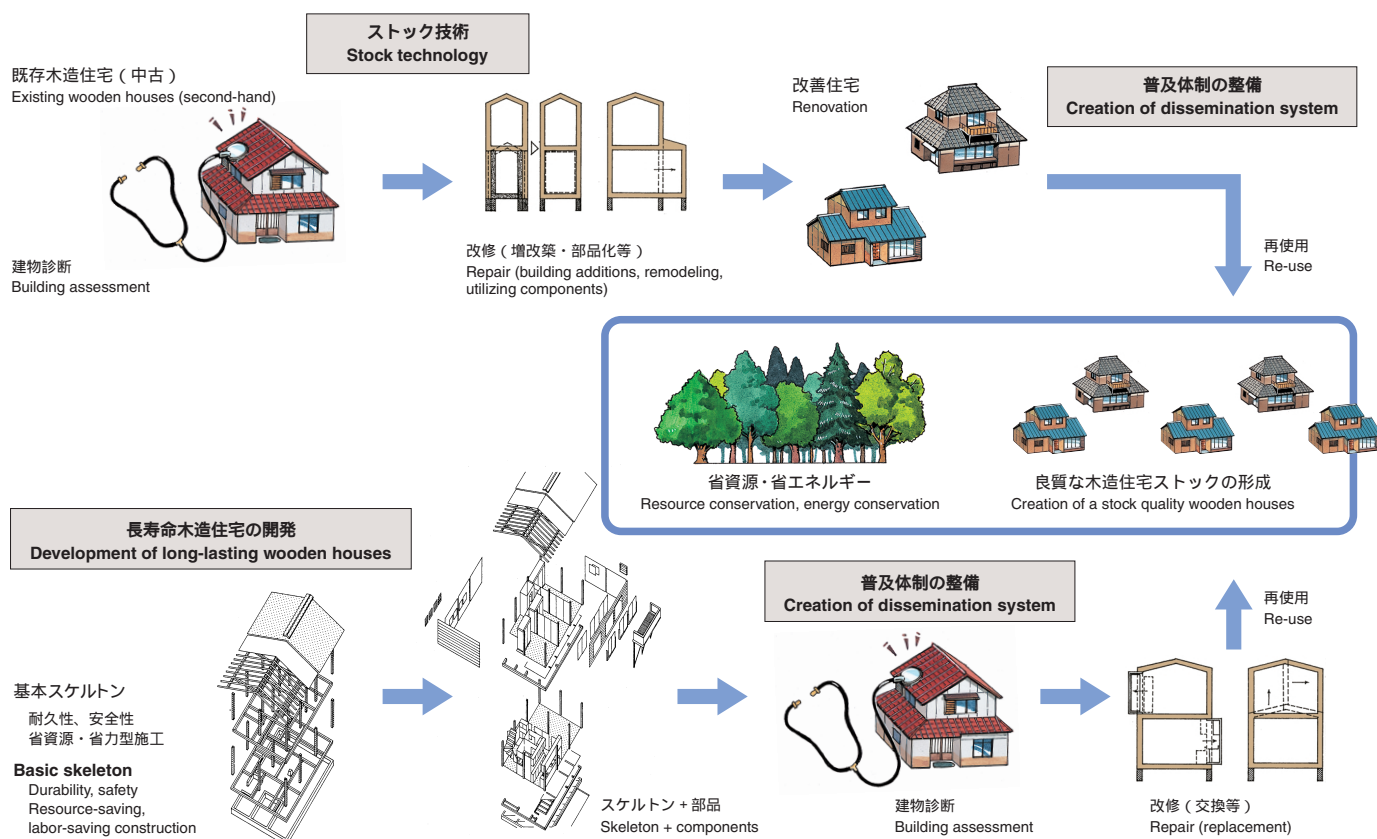 ストック技術
Stock technology
既存木造住宅（中古）
Existing wooden houses (second-hand)
建物診断
Building assessment
改修（増改築・部品化等）
Repair (building additions, remodeling,
utilizing components)
改善住宅
Renovation
普及体制の整備
Creation of dissemination system
再使用
Re-use
省資源・省エネルギー
Resource conservation, energy conservation
良質な木造住宅ストックの形成
Creation of a stock quality wooden houses
長寿命木造住宅の開発
Development of long-lasting wooden houses
基本スケルトン
耐久性、安全性
省資源・省力型施工
Basic skeleton
Durability, safety
Resource-saving,
labor-saving construction
スケルトン + 部品
Skeleton + components
普及体制の整備
Creation of dissemination system
建物診断
Building assessment
改修（交換等）
Repair (replacement)
再使用
Re-use